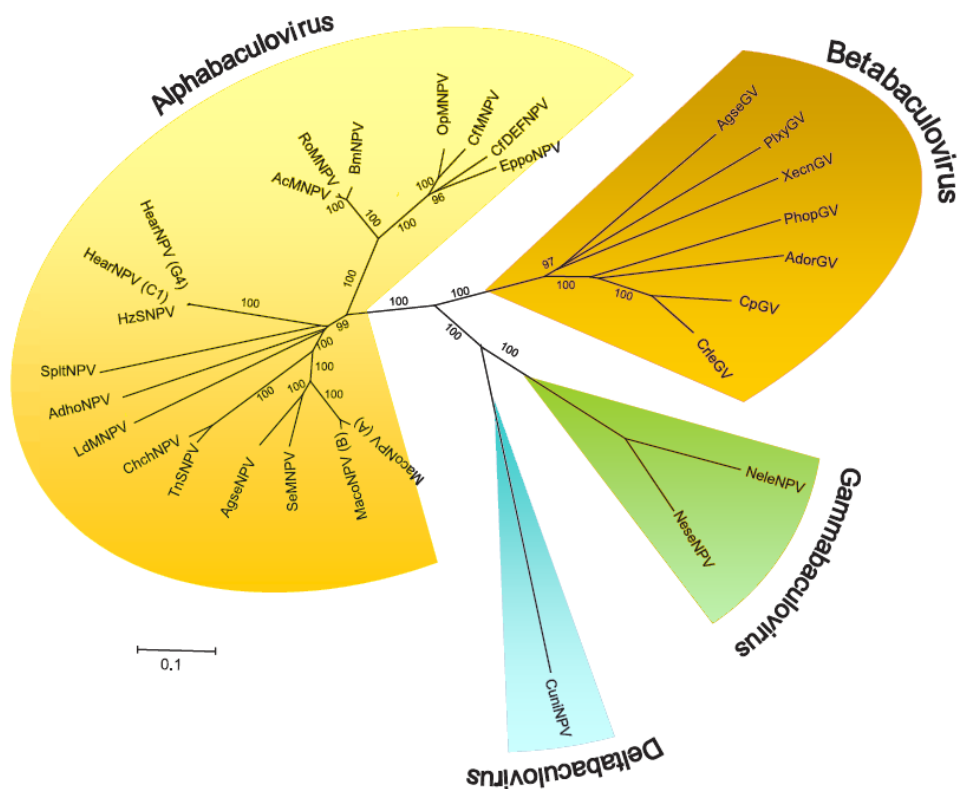 Alphabaculovirus
Betabaculovirus
OpMNPV
CfMNPV
CfDEFNPV
EppoNPV
BmNPV
RoMNPV
AcMNPV
100
96
100
100
100
100
HearNPV (G4)
HearNPV (C1)
HzSNPV
100
99
SpltNPV
AdhoNPV
LdMNPV
ChchNPV
TnSNPV
AgseNPV
SeMNPV
MacoNPV (B)
MacoNPV (A)
100
100
100
100
100
100
100
100
100
AgseGV
PlxyGV
XecnGV
PhopGV
AdorGV
CpGV
CrleGV
97
100
100
NeleNPV
NeseNPV
Gammabaculovirus
CuniNPV
Deltabaculovirus
0.1